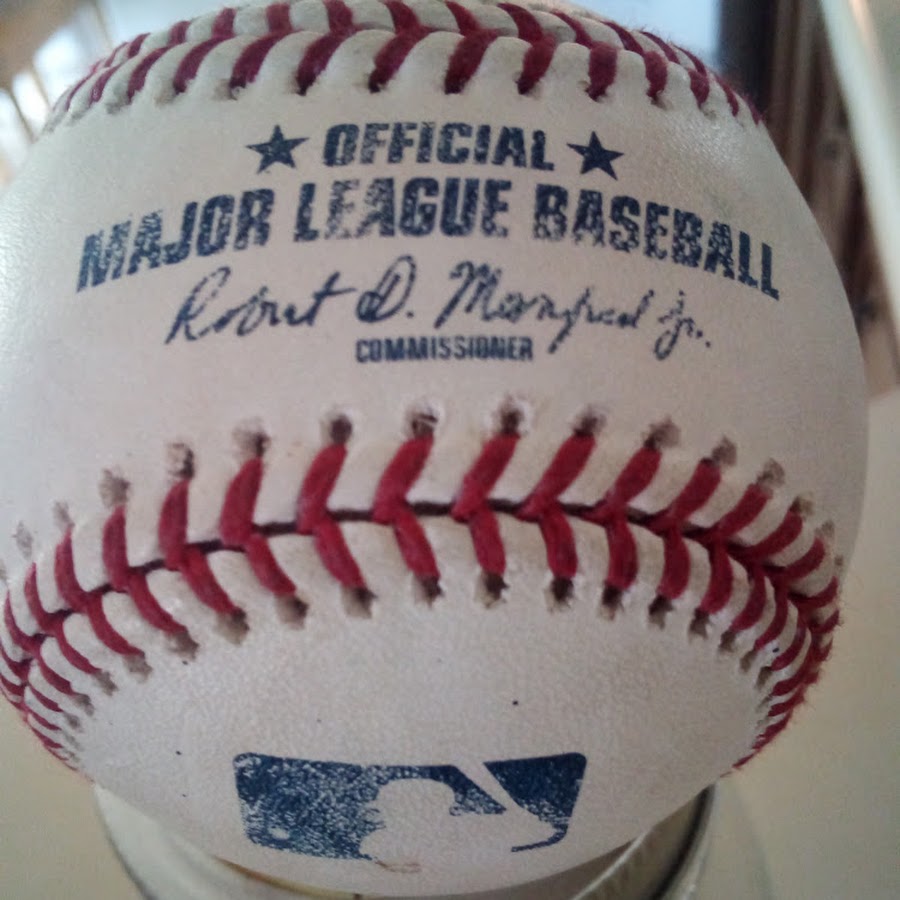 ★ OFFICIAL ★
MAJOR LEAGUE BASEBALL
Robert D. Manfred Jr.
COMMISSIONER